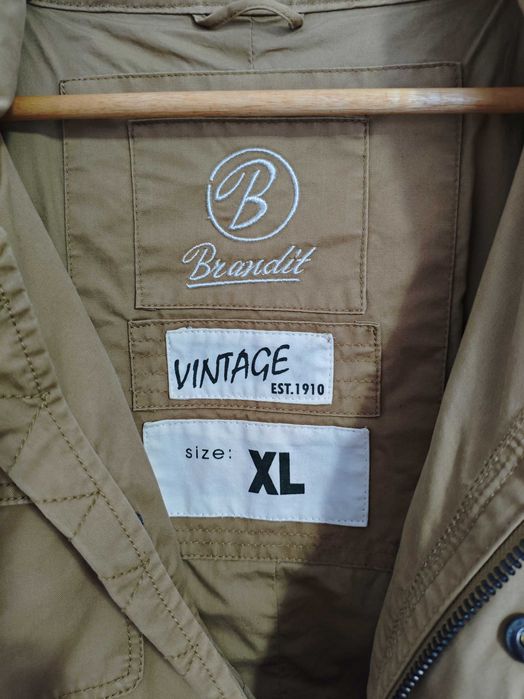 B
Brandit
VINTAGE
EST.1910
size: XL